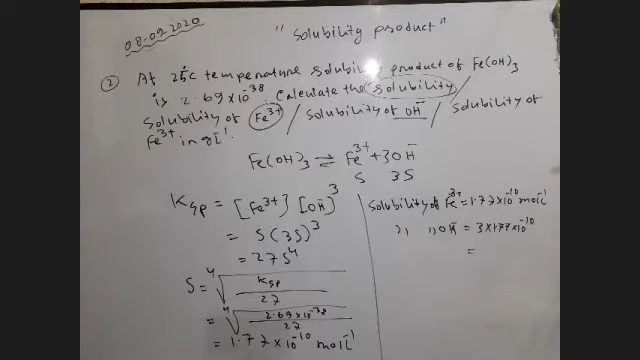 08-09-2020
"Solubility product"
② At 25°C temperature solubility product of Fe(OH)₃
is 2.69×10⁻³⁸. Calculate the solubility /
solubility of Fe³⁺ / solubility of OH⁻ / solubility of
Fe³⁺ in gL⁻¹.
Fe(OH)₃ ⇌ Fe³⁺ + 3OH⁻
S 3S
Ksp = [Fe³⁺] [OH⁻]³
= S(3S)³
= 27S⁴
S = ⁴√Ksp/27
= ⁴√2.69×10⁻³⁸/27
= 1.77×10⁻¹⁰ molL⁻¹
Solubility of Fe³⁺ = 1.77×10⁻¹⁰ molL⁻¹
,, ,, OH⁻ = 3×1.77×10⁻¹⁰
=